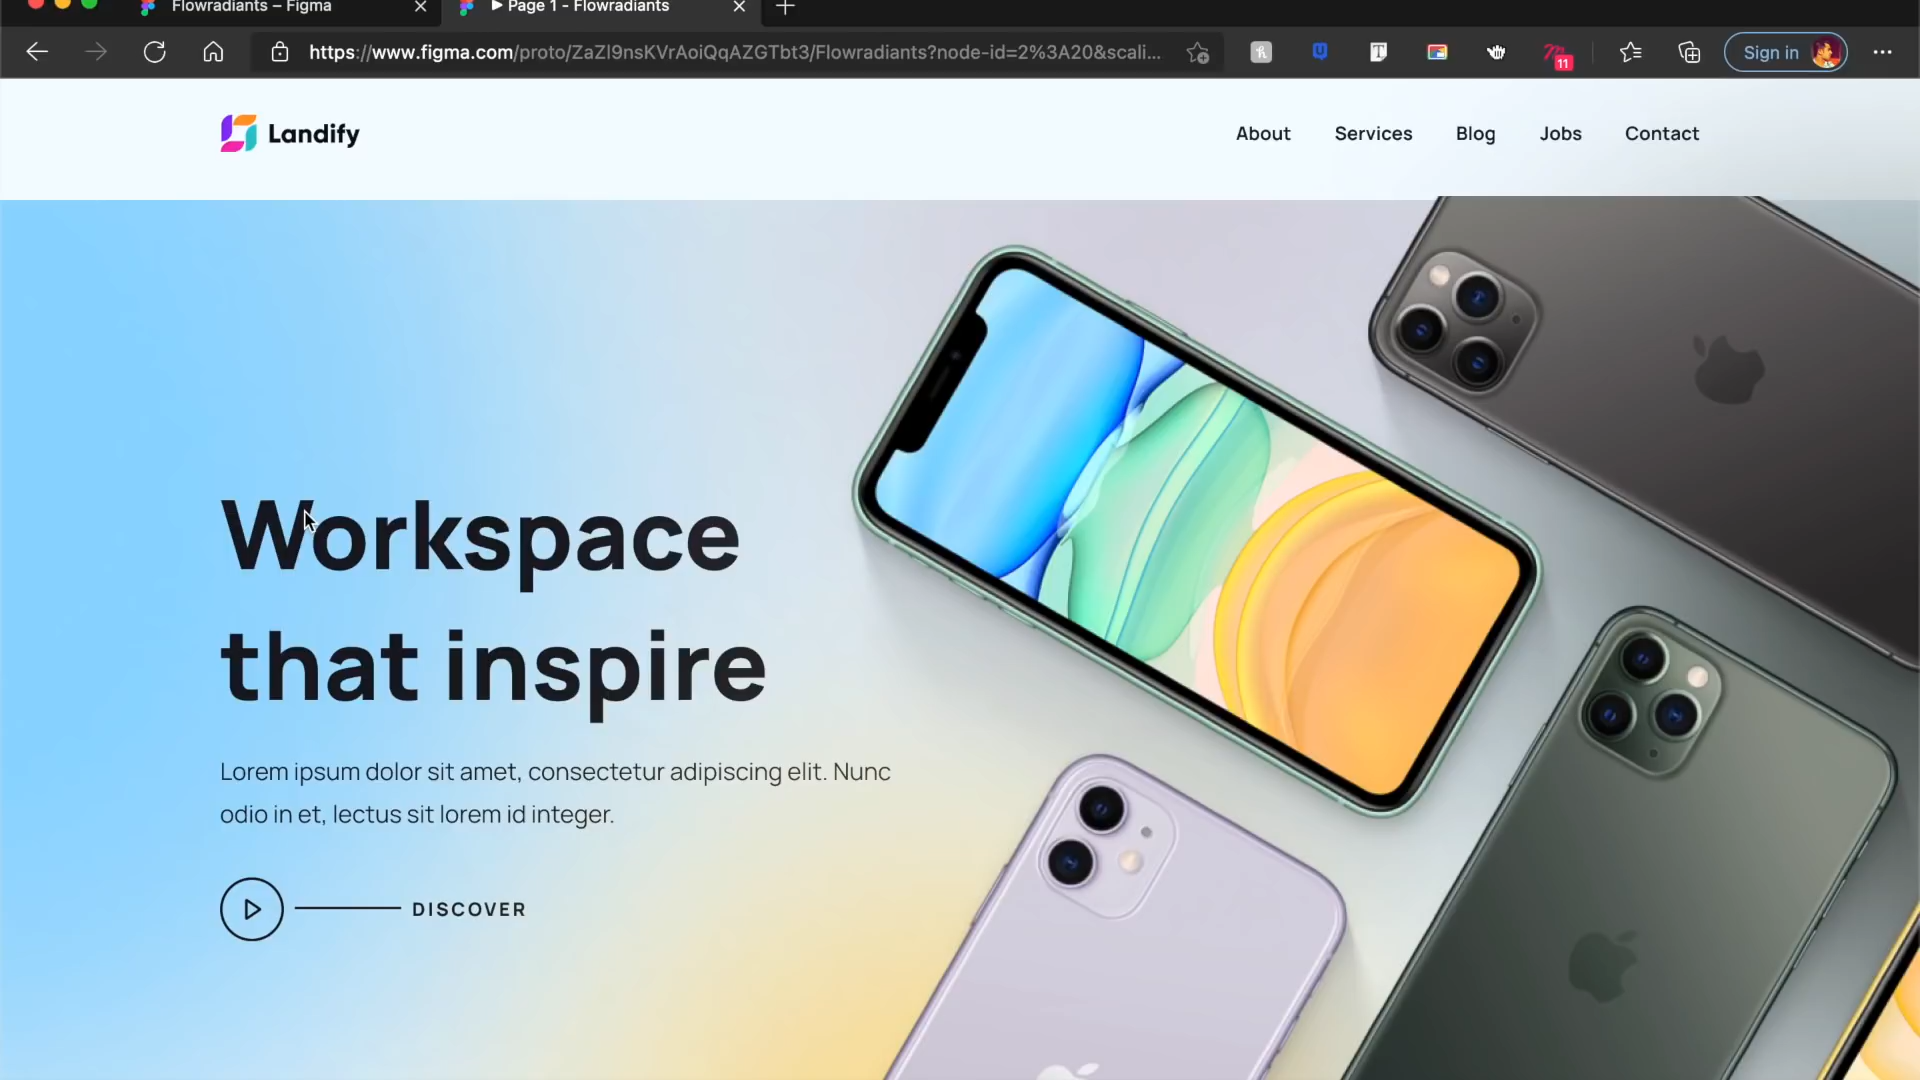 Flowradiants – Figma
Page 1 - Flowradiants
https://www.figma.com/proto/ZaZl9nsKVrAoiQqAZGTbt3/Flowradiants?node-id=2%3A20&scali...
11
Sign in
Landify
About
Services
Blog
Jobs
Contact
Workspace
that inspire
Lorem ipsum dolor sit amet, consectetur adipiscing elit. Nunc
odio in et, lectus sit lorem id integer.
DISCOVER